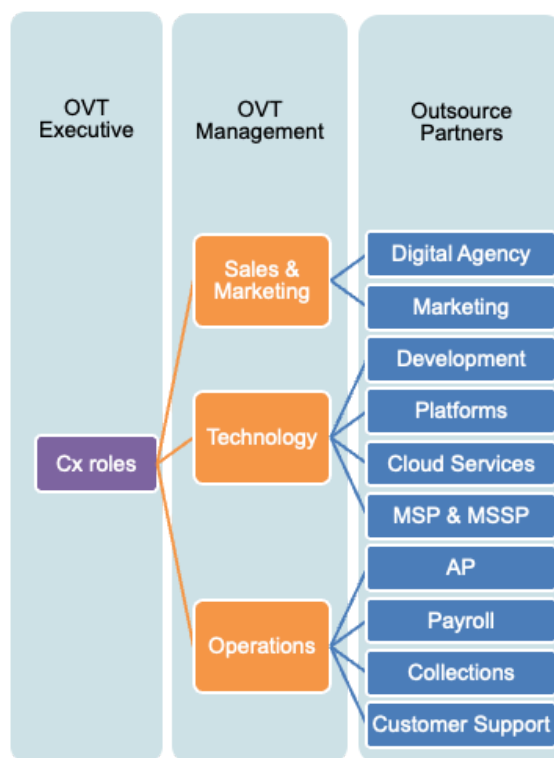 OVT
Executive
OVT
Management
Outsource
Partners
Cx roles
Sales &
Marketing
Technology
Operations
Digital Agency
Marketing
Development
Platforms
Cloud Services
MSP & MSSP
AP
Payroll
Collections
Customer Support